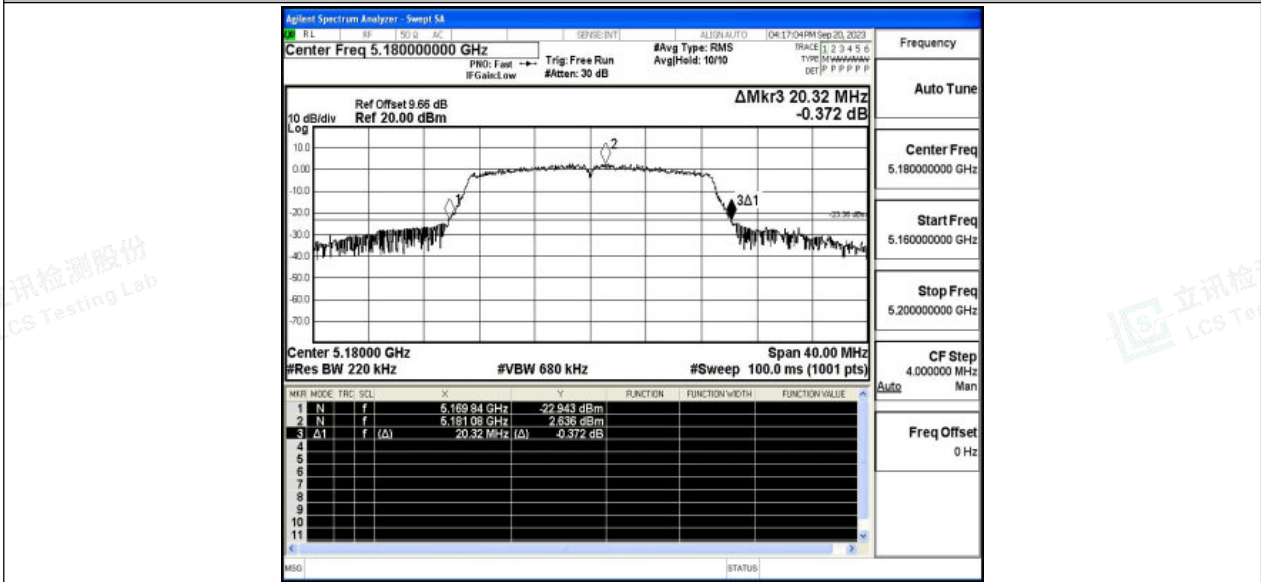 Agilent Spectrum Analyzer - Swept SA
RL RF 50 Ω AC SENSE:INT ALIGNAUTO 04:17:04 PM Sep 20, 2023
Center Freq 5.180000000 GHz
PNO: Fast
IFGain:Low
Trig: Free Run
#Atten: 30 dB
#Avg Type: RMS
Avg|Hold: 10/10
TRACE 1 2 3 4 5 6
TYPE M WWWWW
DET P P P P P P
Frequency
Auto Tune
Center Freq
5.180000000 GHz
Start Freq
5.160000000 GHz
Stop Freq
5.200000000 GHz
CF Step
4.000000 MHz
Auto Man
Freq Offset
0 Hz
ΔMkr3 20.32 MHz
-0.372 dB
Ref Offset 9.66 dB
10 dB/div Ref 20.00 dBm
Log
10.0
0.00
-10.0
-20.0
-30.0
-40.0
-50.0
-60.0
-70.0
1
2
3Δ1
-23.36 dBm
Center 5.18000 GHz Span 40.00 MHz
#Res BW 220 kHz #VBW 680 kHz #Sweep 100.0 ms (1001 pts)
MKR MODE TRC SCL X Y FUNCTION FUNCTION WIDTH FUNCTION VALUE
1 N f 5.169 84 GHz -22.943 dBm
2 N f 5.181 08 GHz 2.636 dBm
3 Δ1 f (Δ) 20.32 MHz (Δ) -0.372 dB
4
5
6
7
8
9
10
11
MSG STATUS
立讯检测股份
LCS Testing Lab